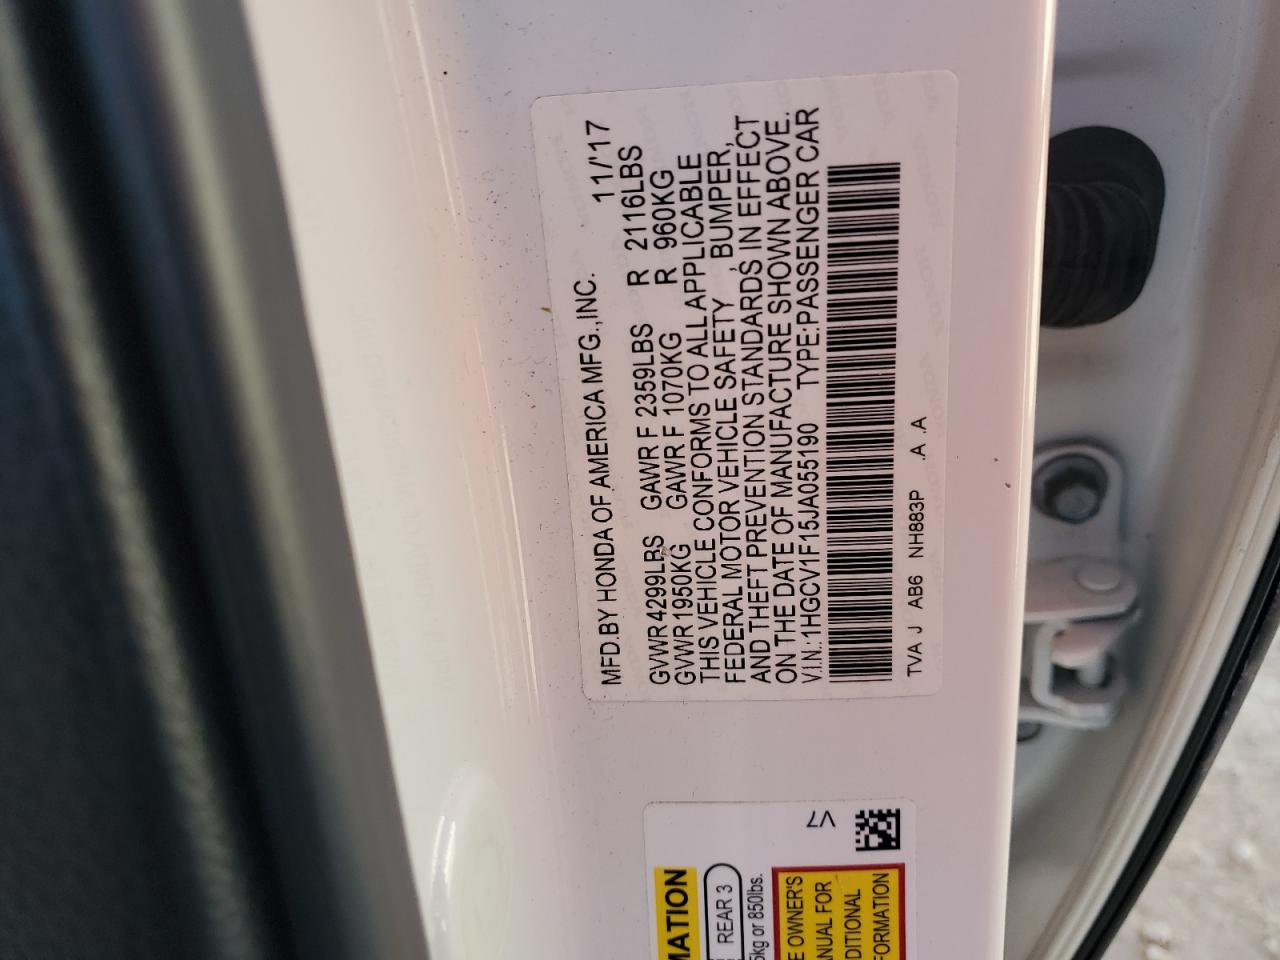 MFD.BY HONDA OF AMERICA MFG.,INC. 11/'17
GVWR 4299LBS GAWR F 2359LBS R 2116LBS
GVWR 1950KG GAWR F 1070KG R 960KG
THIS VEHICLE CONFORMS TO ALL APPLICABLE
FEDERAL MOTOR VEHICLE SAFETY , BUMPER,
AND THEFT PREVENTION STANDARDS IN EFFECT
ON THE DATE OF MANUFACTURE SHOWN ABOVE.
V.I.N.:1HGCV1F15JA055190 TYPE:PASSENGER CAR
TVA J AB6 NH883P .A .A
V7
MATION
REAR 3
5kg or 850lbs.
E OWNER'S
ANUAL FOR
DITIONAL
FORMATION